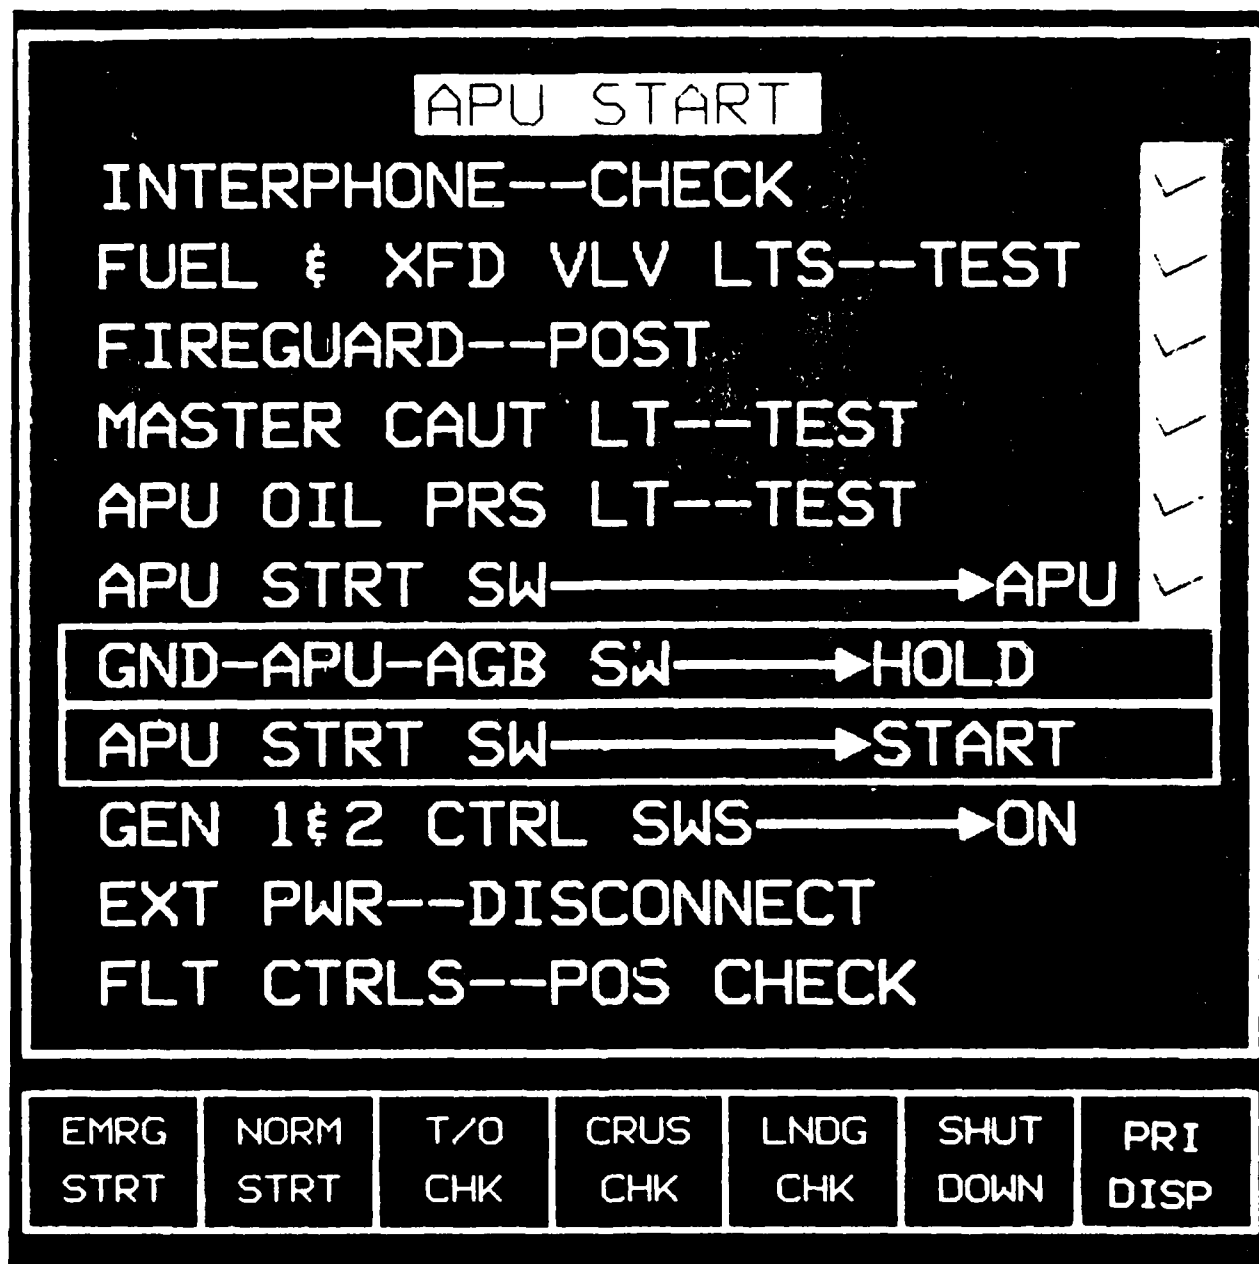 APU START
INTERPHONE--CHECK ✓
FUEL & XFD VLV LTS--TEST ✓
FIREGUARD--POST ✓
MASTER CAUT LT--TEST ✓
APU OIL PRS LT--TEST ✓
APU STRT SW→APU ✓
GND-APU-AGB SW→HOLD
APU STRT SW→START
GEN 1&2 CTRL SWS→ON
EXT PWR--DISCONNECT
FLT CTRLS--POS CHECK
EMRG NORM T/O CRUS LNDG SHUT PRI
STRT STRT CHK CHK CHK DOWN DISP